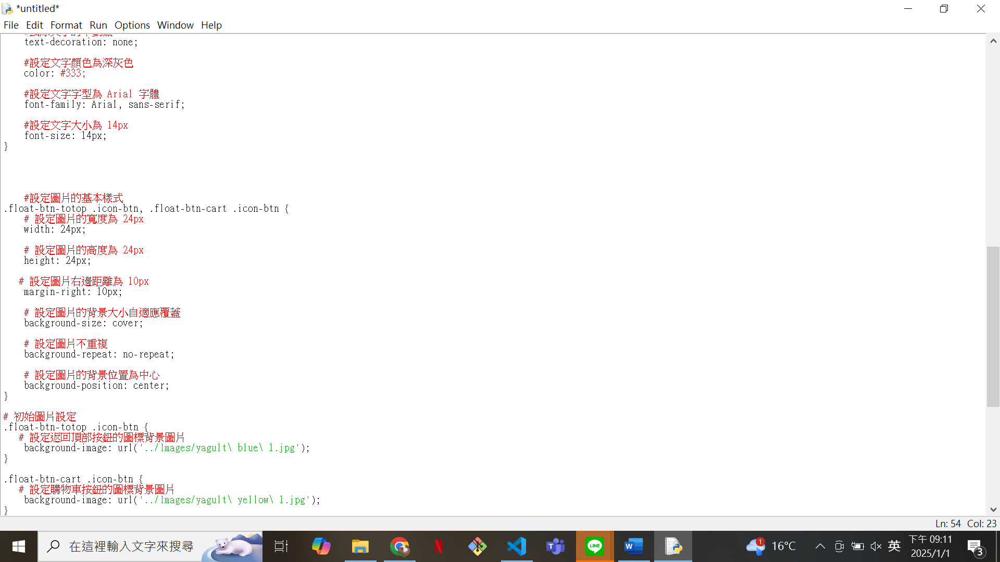 *untitled*
File Edit Format Run Options Window Help
text-decoration: none;
#設定文字顏色為深灰色
color: #333;
#設定文字字型為 Arial 字體
font-family: Arial, sans-serif;
#設定文字大小為 14px
font-size: 14px;
}
#設定圖片的基本樣式
.float-btn-totop .icon-btn, .float-btn-cart .icon-btn {
# 設定圖片的寬度為 24px
width: 24px;
# 設定圖片的高度為 24px
height: 24px;
# 設定圖片右邊距離為 10px
margin-right: 10px;
# 設定圖片的背景大小自適應覆蓋
background-size: cover;
# 設定圖片不重複
background-repeat: no-repeat;
# 設定圖片的背景位置為中心
background-position: center;
}
# 初始圖片設定
.float-btn-totop .icon-btn {
# 設定返回頂部按鈕的圖標背景圖片
background-image: url('../Images/yagult\ blue\ 1.jpg');
}
.float-btn-cart .icon-btn {
# 設定購物車按鈕的圖標背景圖片
background-image: url('../Images/yagult\ yellow\ 1.jpg');
}
Ln: 54 Col: 23
在這裡輸入文字來搜尋
N
T
LINE
W
1
16°C
英
下午 09:11
2025/1/1
3